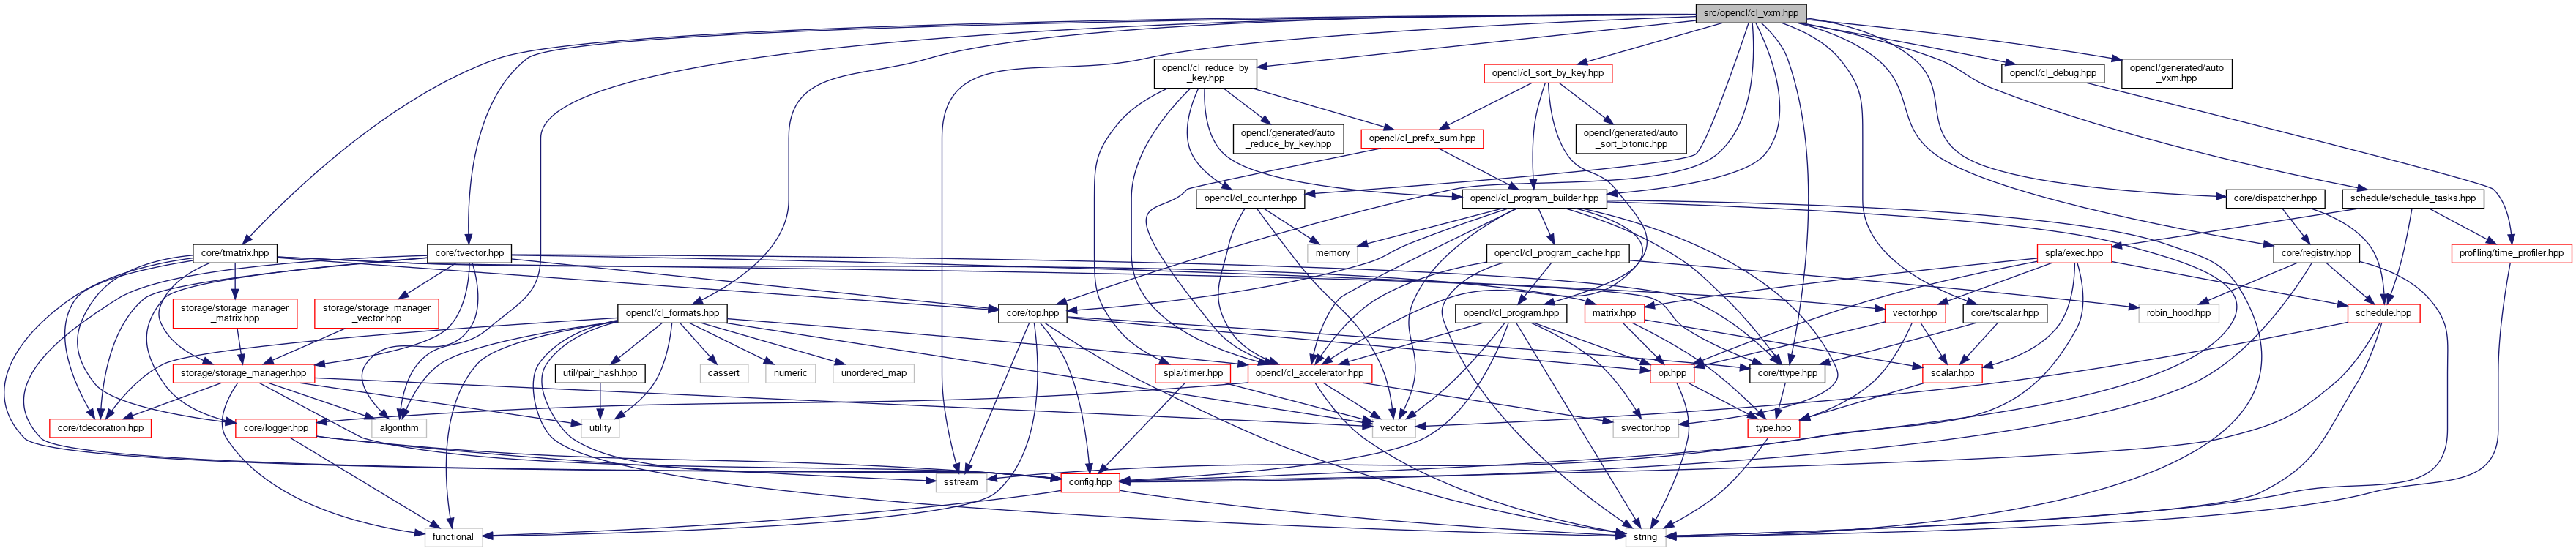 src/opencl/cl_vxm.hpp
opencl/cl_reduce_by
_key.hpp
opencl/cl_sort_by_key.hpp
opencl/cl_debug.hpp
opencl/generated/auto
_vxm.hpp
opencl/generated/auto
_reduce_by_key.hpp
opencl/cl_prefix_sum.hpp
opencl/generated/auto
_sort_bitonic.hpp
opencl/cl_counter.hpp
opencl/cl_program_builder.hpp
core/dispatcher.hpp
schedule/schedule_tasks.hpp
core/tmatrix.hpp
core/tvector.hpp
memory
opencl/cl_program_cache.hpp
spla/exec.hpp
core/registry.hpp
profiling/time_profiler.hpp
storage/storage_manager
_matrix.hpp
storage/storage_manager
_vector.hpp
opencl/cl_formats.hpp
core/top.hpp
opencl/cl_program.hpp
matrix.hpp
vector.hpp
core/tscalar.hpp
robin_hood.hpp
schedule.hpp
storage/storage_manager.hpp
util/pair_hash.hpp
cassert
numeric
unordered_map
spla/timer.hpp
opencl/cl_accelerator.hpp
op.hpp
core/ttype.hpp
scalar.hpp
core/tdecoration.hpp
core/logger.hpp
algorithm
utility
vector
svector.hpp
type.hpp
sstream
config.hpp
functional
string